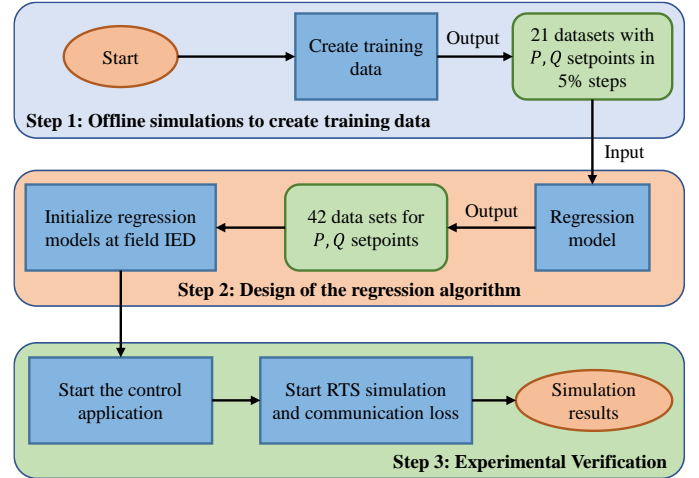 Start
Create training
data
Output
21 datasets with
P, Q setpoints in
5% steps
Step 1: Offline simulations to create training data
Input
Initialize regression
models at field IED
42 data sets for
P, Q setpoints
Output
Regression
model
Step 2: Design of the regression algorithm
Start the control
application
Start RTS simulation
and communication loss
Simulation
results
Step 3: Experimental Verification